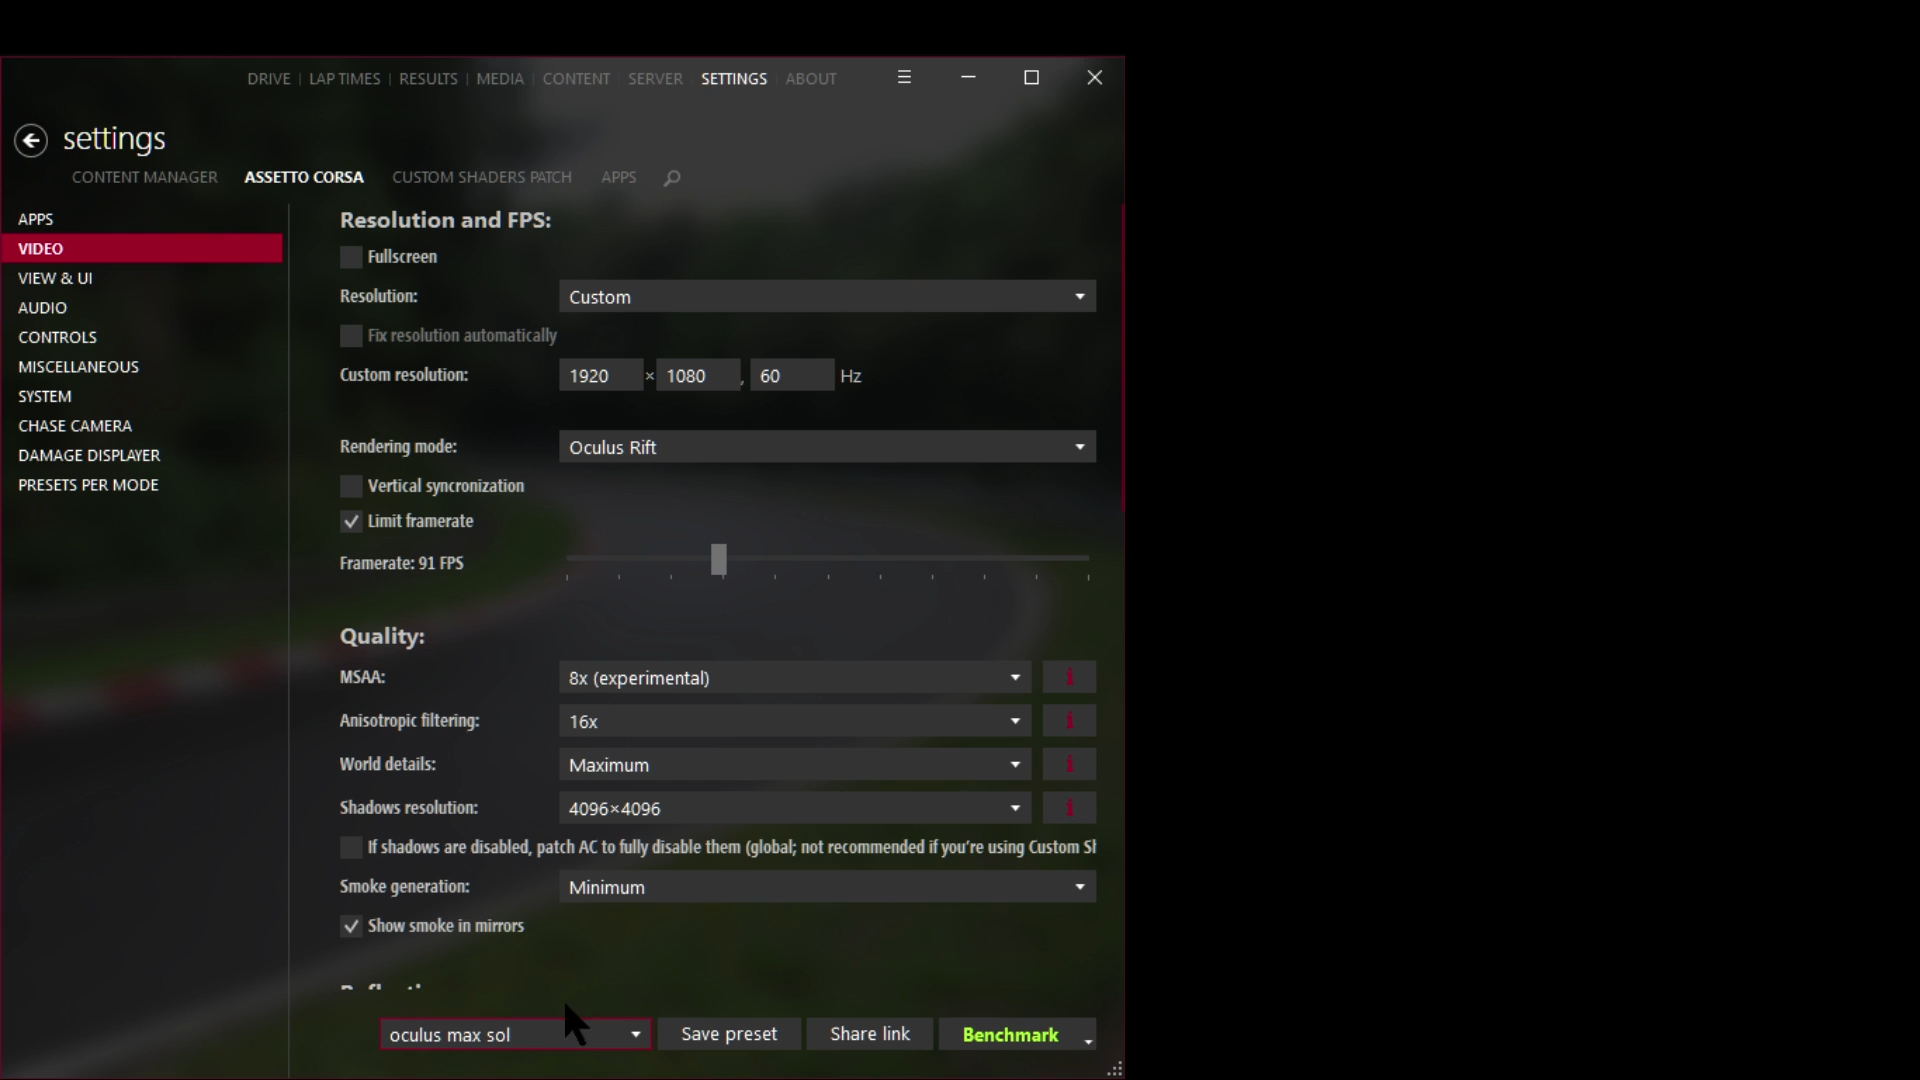 DRIVE | LAP TIMES | RESULTS | MEDIA | CONTENT | SERVER | SETTINGS | ABOUT
settings
CONTENT MANAGER ASSETTO CORSA CUSTOM SHADERS PATCH APPS
APPS
VIDEO
VIEW & UI
AUDIO
CONTROLS
MISCELLANEOUS
SYSTEM
CHASE CAMERA
DAMAGE DISPLAYER
PRESETS PER MODE
Resolution and FPS:
Fullscreen
Resolution: Custom
Fix resolution automatically
Custom resolution: 1920 × 1080 , 60 Hz
Rendering mode: Oculus Rift
Vertical syncronization
Limit framerate
Framerate: 91 FPS
Quality:
MSAA: 8x (experimental)
Anisotropic filtering: 16x
World details: Maximum
Shadows resolution: 4096×4096
If shadows are disabled, patch AC to fully disable them (global; not recommended if you're using Custom
Smoke generation: Minimum
Show smoke in mirrors
oculus max sol Save preset Share link Benchmark